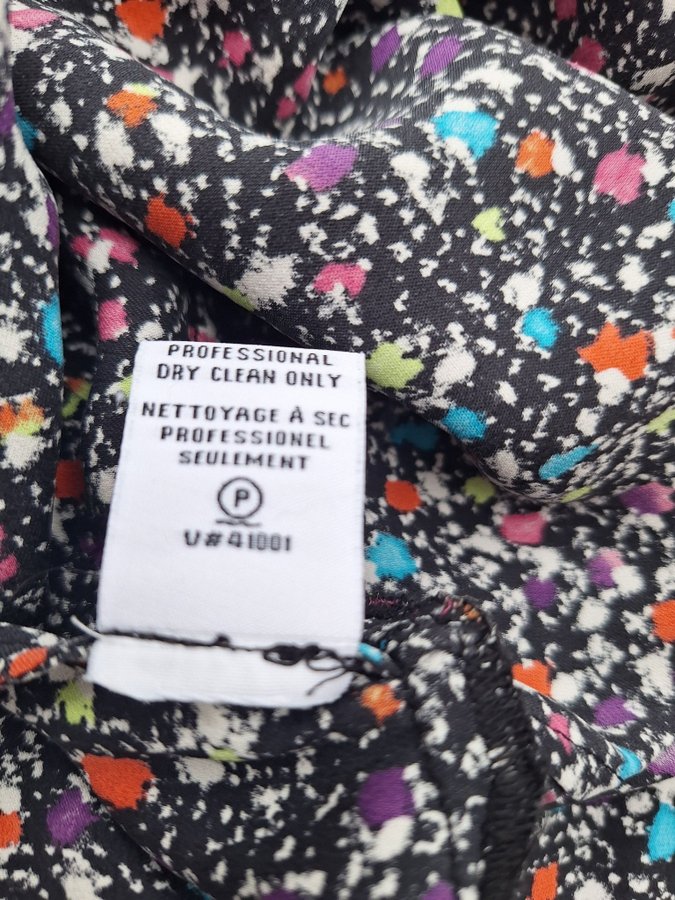 PROFESSIONAL
DRY CLEAN ONLY
NETTOYAGE À SEC
PROFESSIONEL
SEULEMENT
P
V#41001